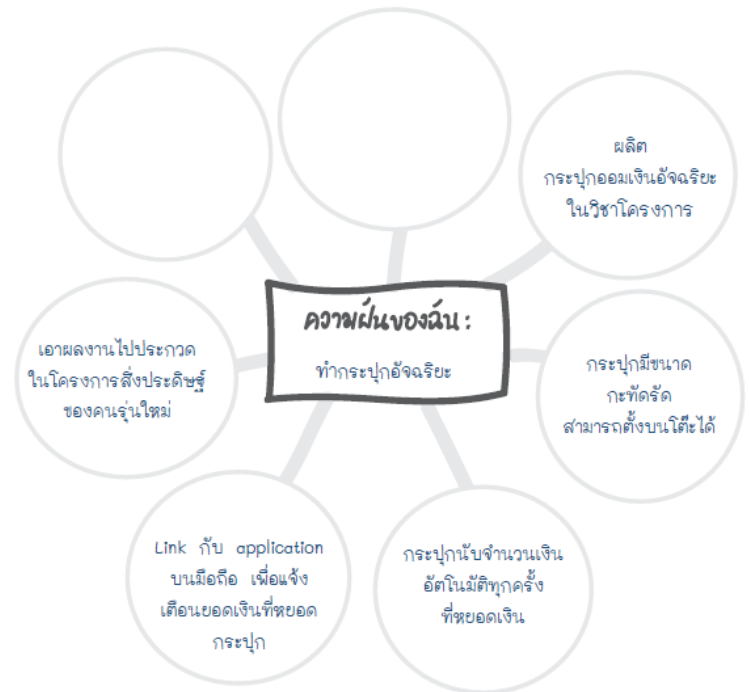 ผลิต
กระปุกออมเงินอัจฉริยะ
ในวิชาโครงการ
ความฝันของฉัน:
ทำกระปุกอัจฉริยะ
เอาผลงานไปประกวด
ในโครงการสิ่งประดิษฐ์
ของคนรุ่นใหม่
กระปุกมีขนาด
กะทัดรัด
สามารถตั้งบนโต๊ะได้
Link กับ application
บนมือถือ เพื่อแจ้ง
เตือนยอดเงินที่หยอด
กระปุก
กระปุกนับจำนวนเงิน
อัตโนมัติทุกครั้ง
ที่หยอดเงิน